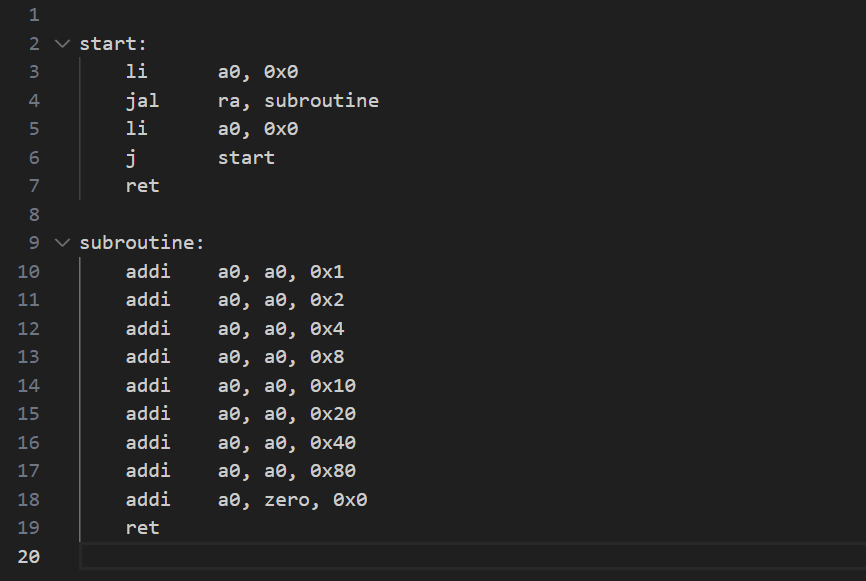 1
2 start:
3 li a0, 0x0
4 jal ra, subroutine
5 li a0, 0x0
6 j start
7 ret
8
9 subroutine:
10 addi a0, a0, 0x1
11 addi a0, a0, 0x2
12 addi a0, a0, 0x4
13 addi a0, a0, 0x8
14 addi a0, a0, 0x10
15 addi a0, a0, 0x20
16 addi a0, a0, 0x40
17 addi a0, a0, 0x80
18 addi a0, zero, 0x0
19 ret
20